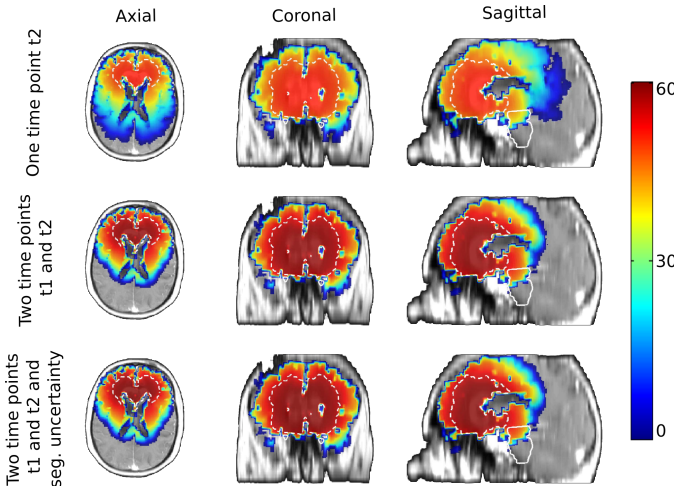 Axial
Coronal
Sagittal
One time point t2
Two time points
t1 and t2
Two time points
t1 and t2 and
seg. uncertainty
60
30
0